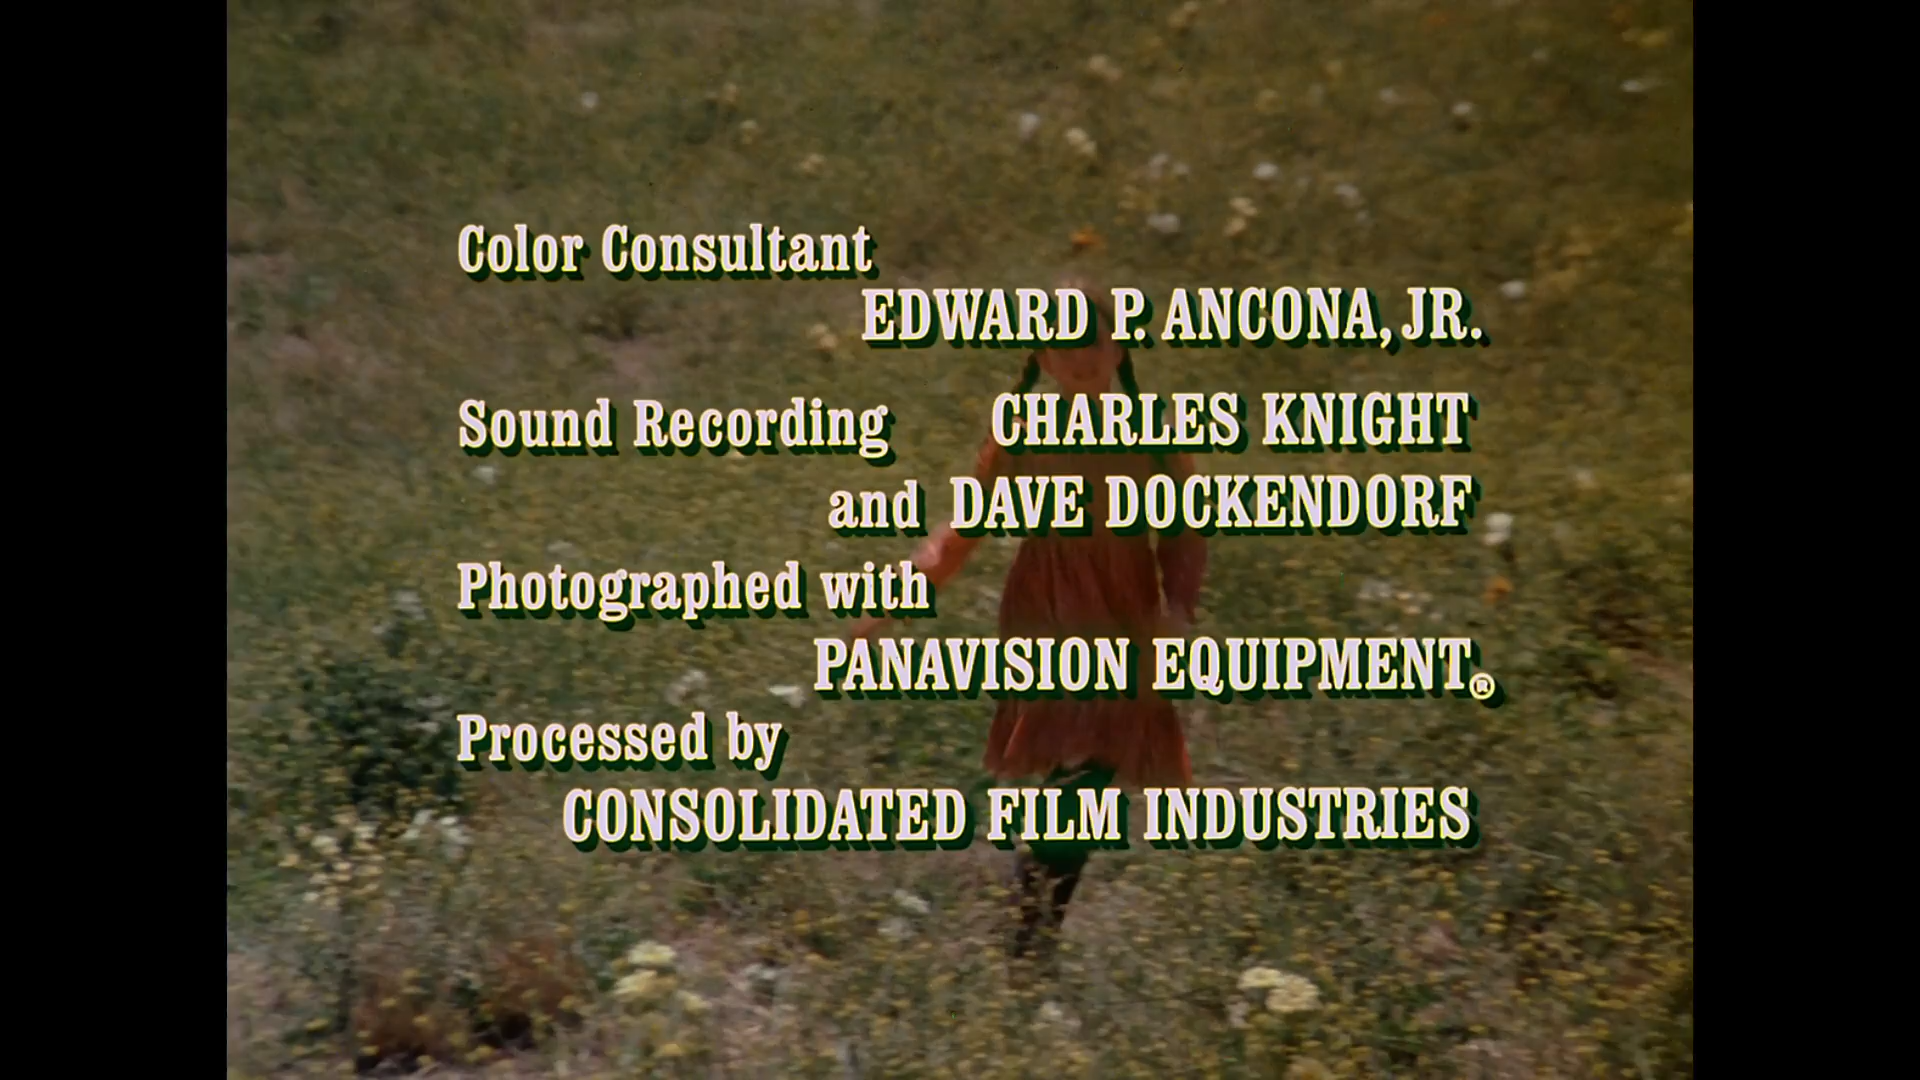 Color Consultant
EDWARD P. ANCONA, JR.
Sound Recording CHARLES KNIGHT
and DAVE DOCKENDORF
Photographed with
PANAVISION EQUIPMENT®
Processed by
CONSOLIDATED FILM INDUSTRIES